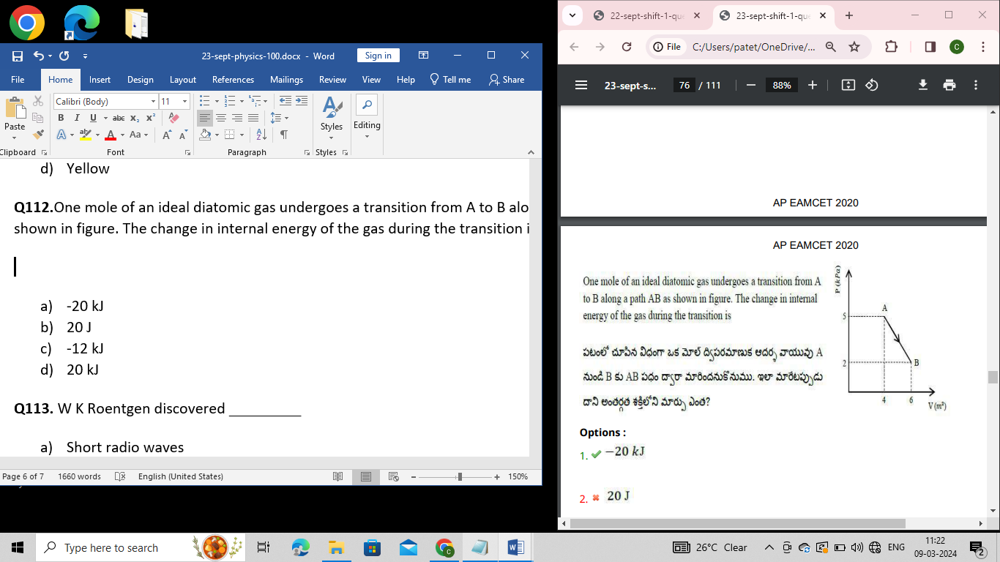 23-sept-physics-100.docx - Word
Sign in
File Home Insert Design Layout References Mailings Review View Help Tell me Share
Calibri (Body) 11
Paste
B I U abc x₂ x²
A ab A Aa A A
Styles
Editing
Clipboard Font Paragraph Styles
d) Yellow
Q112.One mole of an ideal diatomic gas undergoes a transition from A to B alo
shown in figure. The change in internal energy of the gas during the transition i
a) -20 kJ
b) 20 J
c) -12 kJ
d) 20 kJ
Q113. W K Roentgen discovered _________
a) Short radio waves
Page 6 of 7 1660 words English (United States) 150%
22-sept-shift-1-que
23-sept-shift-1-que
File C:/Users/patet/OneDrive/...
C
23-sept-s... 76 / 111 88%
AP EAMCET 2020
AP EAMCET 2020
One mole of an ideal diatomic gas undergoes a transition from A
to B along a path AB as shown in figure. The change in internal
energy of the gas during the transition is
పటంలో చూపిన విధంగా ఒక మోల్ ద్విపరమాణుక ఆదర్శ వాయువు A
నుండి B కు AB పథం ద్వారా మారిందనుకొనుము. ఇలా మారేటప్పుడు
దాని అంతర్గత శక్తిలోని మార్పు ఎంత?
P (kPa)
A
5
2
B
4 6
V (m³)
Options :
1. −20 kJ
2. 20 J
Type here to search
26°C Clear
ENG
11:22
09-03-2024
2